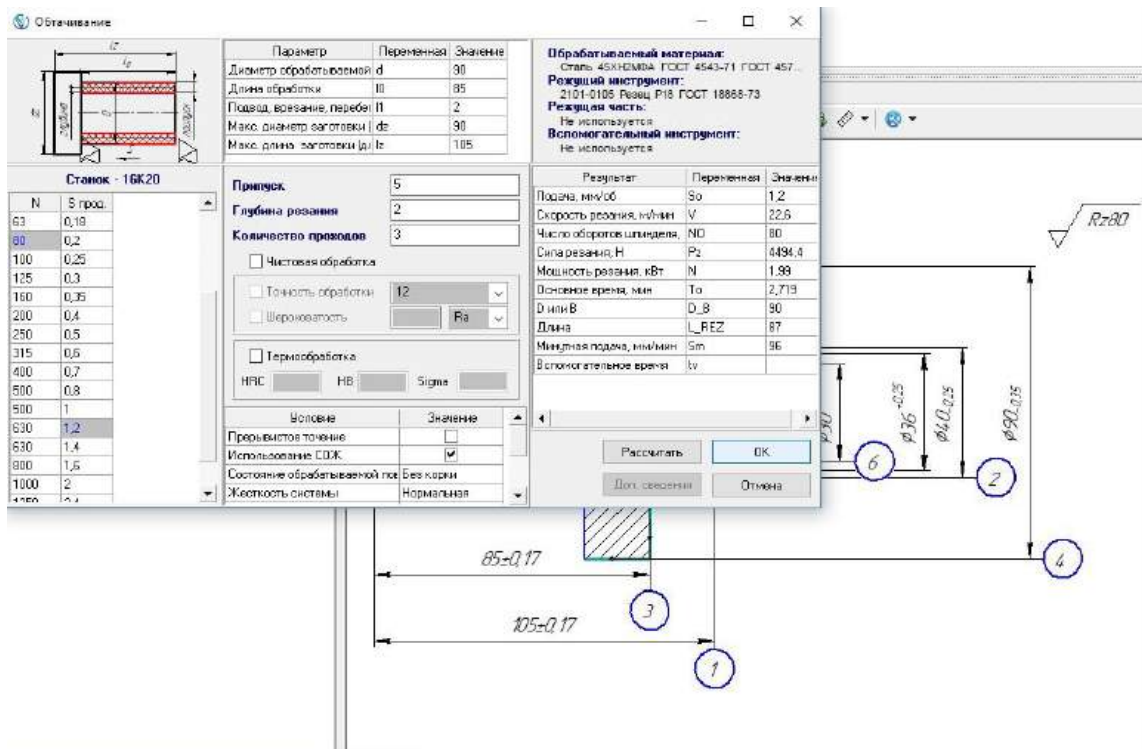 Обтачивание
Параметр Переменная Значение
Диаметр обрабатываемой d 90
Длина обработки l0 85
Подвод, врезание, перебег l1 2
Макс. диаметр заготовки ( dz 90
Макс. длина заготовки (д lz 105
Обрабатываемый материал:
Сталь 45ХН2МФА ГОСТ 4543-71 ГОСТ 457...
Режущий инструмент:
2101-0105 Резец Р18 ГОСТ 18868-73
Режущая часть:
Не используется
Вспомогательный инструмент:
Не используется
Станок - 16К20
N S прод.
63 0,18
80 0,2
100 0,25
125 0,3
160 0,35
200 0,4
250 0,5
315 0,6
400 0,7
500 0,8
500 1
630 1,2
630 1,4
800 1,6
1000 2
Припуск 5
Глубина резания 2
Количество проходов 3
Чистовая обработка
Точность обработки 12
Шероховатость Ra
Термообработка
HRC HB Sigma
Условие Значение
Прерывистое точение
Использование СОЖ
Состояние обрабатываемой пов Без корки
Жесткость системы Нормальная
Результат Переменная Значени
Подача, мм/об So 1,2
Скорость резания, м/мин V 22,6
Число оборотов шпинделя, NO 80
Сила резания, Н Pz 4494,4
Мощность резания, кВт N 1,99
Основное время, мин To 2,719
D или B D_B 90
Длина L_REZ 87
Минутная подача, мм/мин Sm 96
Вспомогательное время tv
Рассчитать OK
Доп. сведения Отмена
Rz80
ϕ36-0,25
ϕ40-0,25
ϕ90-0,35
6
2
4
85±0,17
3
105±0,17
1